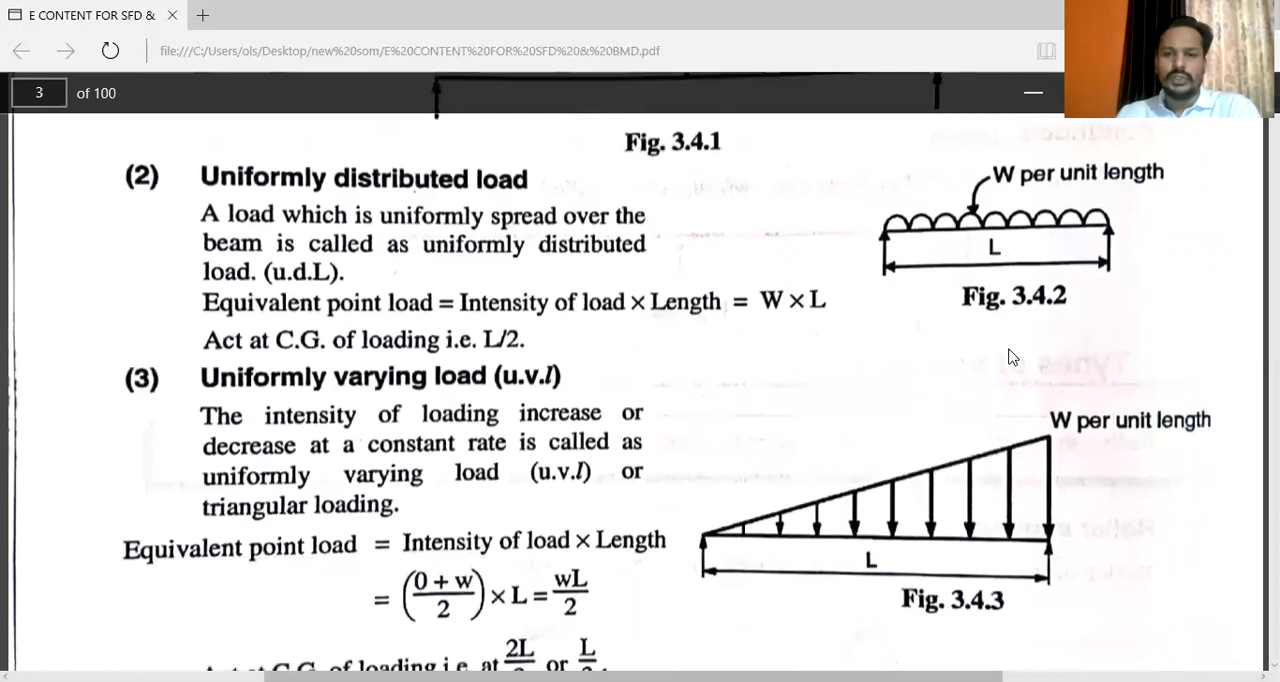 E CONTENT FOR SFD &
file:///C:/Users/ols/Desktop/new%20som/E%20CONTENT%20FOR%20SFD%20&%20BMD.pdf
3 of 100
Fig. 3.4.1
(2) Uniformly distributed load
A load which is uniformly spread over the
beam is called as uniformly distributed
load. (u.d.L).
Equivalent point load = Intensity of load × Length = W × L
Act at C.G. of loading i.e. L/2.
W per unit length
L
Fig. 3.4.2
(3) Uniformly varying load (u.v.l)
The intensity of loading increase or
decrease at a constant rate is called as
uniformly varying load (u.v.l) or
triangular loading.
Equivalent point load = Intensity of load × Length
= (0 + w / 2) × L = wL / 2
W per unit length
L
Fig. 3.4.3
C.G. of loading i.e. at 2L or L